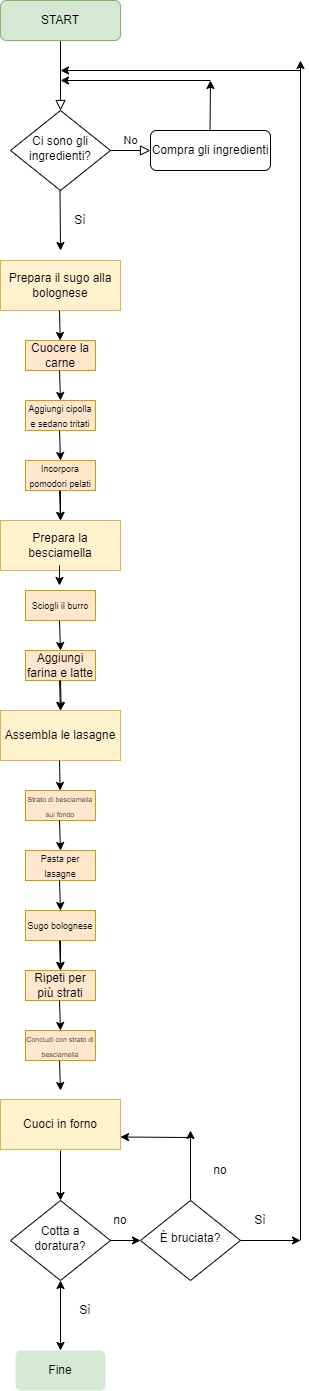 START
Ci sono gli
ingredienti?
No
Compra gli ingredienti
Sì
Prepara il sugo alla
bolognese
Cuocere la
carne
Aggiungi cipolla
e sedano tritati
Incorpora
pomodori pelati
Prepara la
besciamella
Sciogli il burro
Aggiungi
farina e latte
Assembla le lasagne
Strato di besciamella
sul fondo
Pasta per
lasagne
Sugo bolognese
Ripeti per
più strati
Concludi con strato di
besciamella
Cuoci in forno
no
Cotta a
doratura?
no
È bruciata?
Sì
Sì
Fine